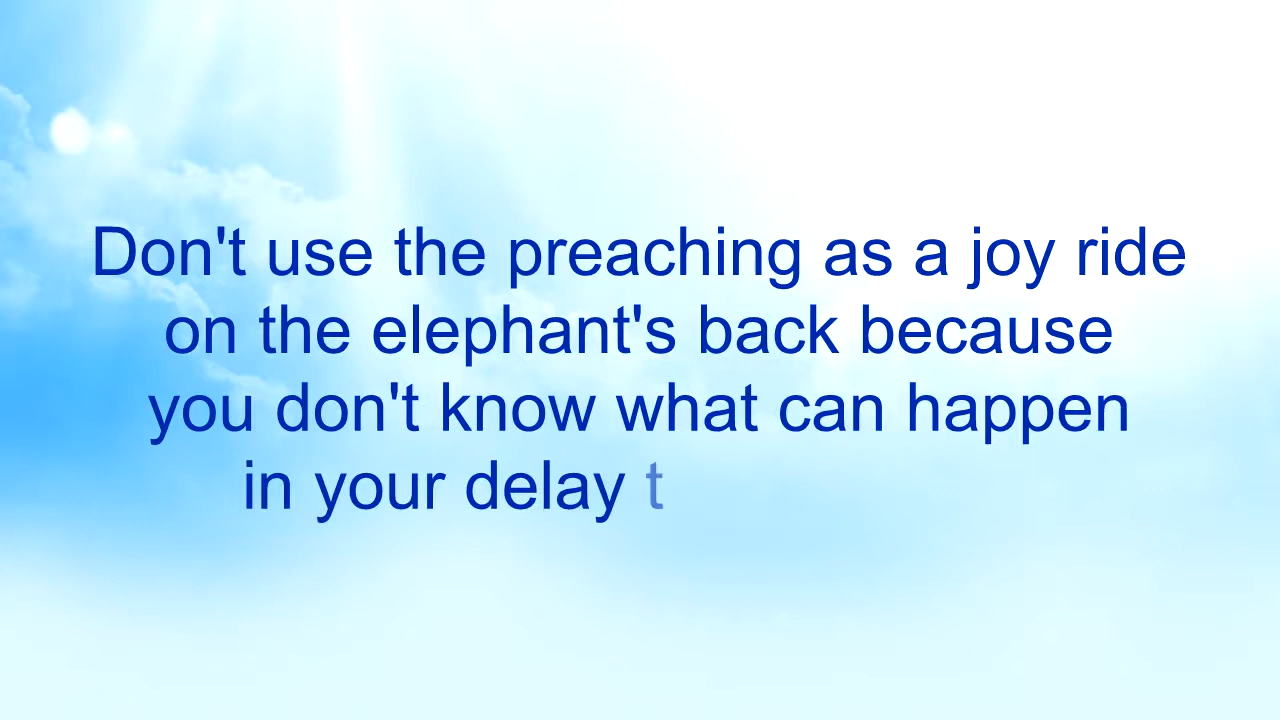 Don't use the preaching as a joy ride
on the elephant's back because
you don't know what can happen
in your delay t